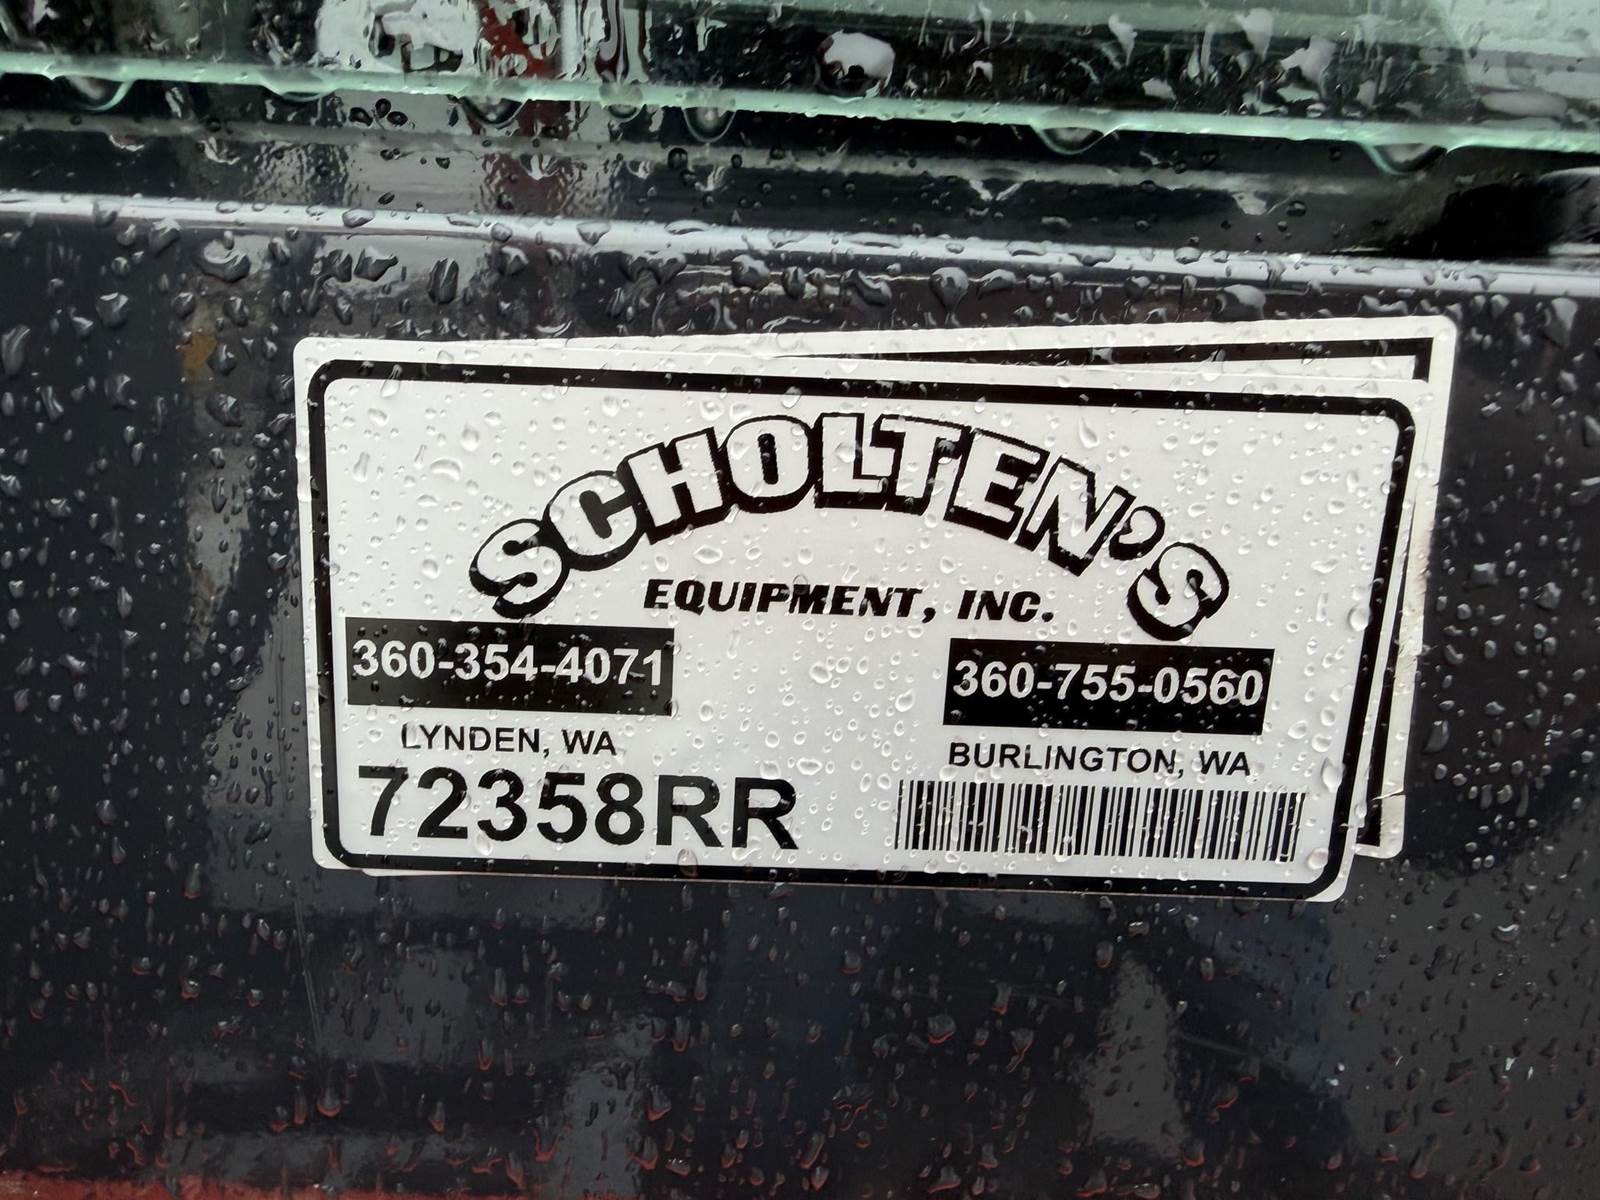 SCHOLTEN'S
EQUIPMENT, INC.
360-354-4071
360-755-0560
LYNDEN, WA
BURLINGTON, WA
72358RR